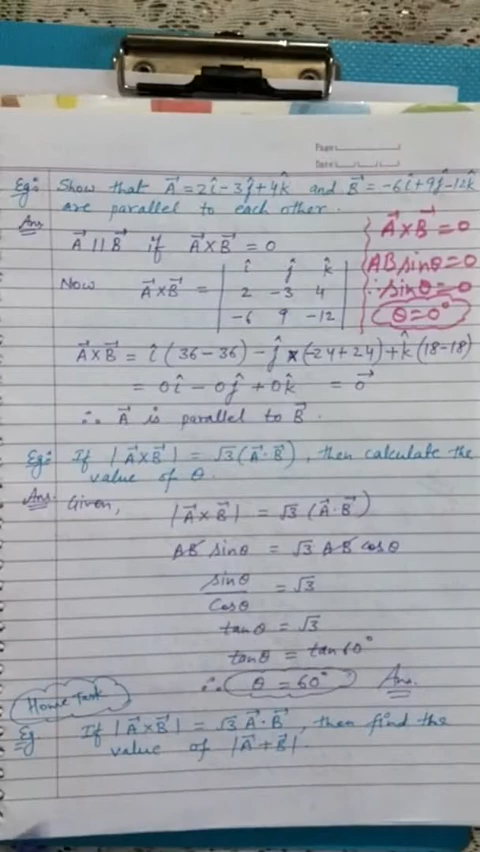 Page:
Date:
Eg:- Show that A⃗ = 2î - 3ĵ + 4k̂ and B⃗ = -6î + 9ĵ - 12k̂
are parallel to each other.
Ans
A⃗ || B⃗ if A⃗ × B⃗ = 0
Now A⃗ × B⃗ = | î ĵ k̂ |
| 2 -3 4 |
| -6 9 -12 |
A⃗ × B⃗ = 0
AB sinθ = 0
∴ sinθ = 0
θ = 0°
A⃗ × B⃗ = î (36 - 36) - ĵ × (-24 + 24) + k̂ (18 - 18)
= 0î - 0ĵ + 0k̂ = 0⃗
∴ A⃗ is parallel to B⃗.
Eg:- If |A⃗ × B⃗| = √3 (A⃗ · B⃗), then calculate the
value of θ.
Ans. Given,
|A⃗ × B⃗| = √3 (A⃗ · B⃗)
AB sinθ = √3 AB cosθ
sinθ / cosθ = √3
tanθ = √3
tanθ = tan 60°
∴ θ = 60° Ans.
Home Task
Eg If |A⃗ × B⃗| = √3 A⃗ · B⃗, then find the
value of |A⃗ + B⃗|.